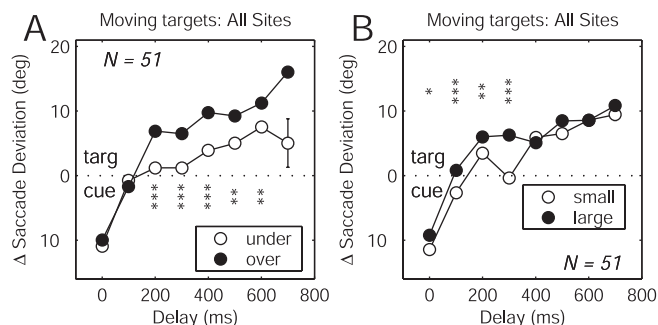 A
Moving targets: All Sites
20
10
0
10
Δ Saccade Deviation (deg)
N = 51
targ
cue
***
***
***
**
**
under
over
0
200
400
600
800
Delay (ms)
B
Moving targets: All Sites
20
10
0
10
Δ Saccade Deviation (deg)
*
***
**
***
targ
cue
small
large
N = 51
0
200
400
600
800
Delay (ms)